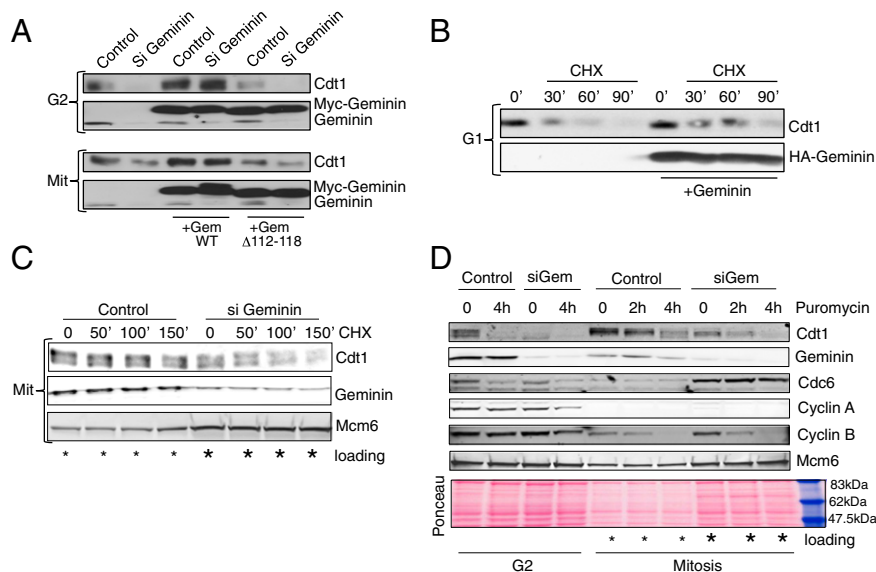 A
Control
Si Geminin
Control
Si Geminin
Control
Si Geminin
G2
Cdt1
Myc-Geminin
Geminin
Mit
Cdt1
Myc-Geminin
Geminin
+Gem WT
+Gem Δ112-118
B
CHX CHX
0’ 30’ 60’ 90’ 0’ 30’ 60’ 90’
G1
Cdt1
HA-Geminin
+Geminin
C
Control si Geminin
0 50’ 100’ 150’ 0 50’ 100’ 150’ CHX
Mit
Cdt1
Geminin
Mcm6
* * * * * * * * loading
D
Control siGem Control siGem
0 4h 0 4h 0 2h 4h 0 2h 4h Puromycin
Cdt1
Geminin
Cdc6
Cyclin A
Cyclin B
Mcm6
Ponceau
83kDa
62kDa
47.5kDa
* * * * * * loading
G2 Mitosis